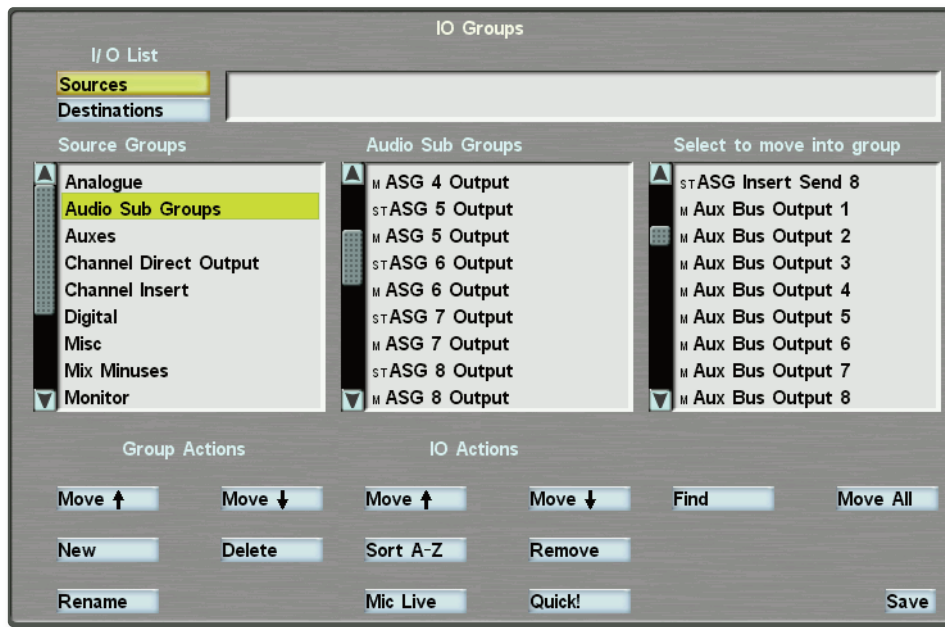 IO Groups
I/O List
Sources
Destinations
Source Groups
Analogue
Audio Sub Groups
Auxes
Channel Direct Output
Channel Insert
Digital
Misc
Mix Minuses
Monitor
Audio Sub Groups
M ASG 4 Output
ST ASG 5 Output
M ASG 5 Output
ST ASG 6 Output
M ASG 6 Output
ST ASG 7 Output
M ASG 7 Output
ST ASG 8 Output
M ASG 8 Output
Select to move into group
ST ASG Insert Send 8
M Aux Bus Output 1
M Aux Bus Output 2
M Aux Bus Output 3
M Aux Bus Output 4
M Aux Bus Output 5
M Aux Bus Output 6
M Aux Bus Output 7
M Aux Bus Output 8
Group Actions
Move ↑
Move ↓
New
Delete
Rename
IO Actions
Move ↑
Move ↓
Sort A-Z
Remove
Mic Live
Quick!
Find
Move All
Save